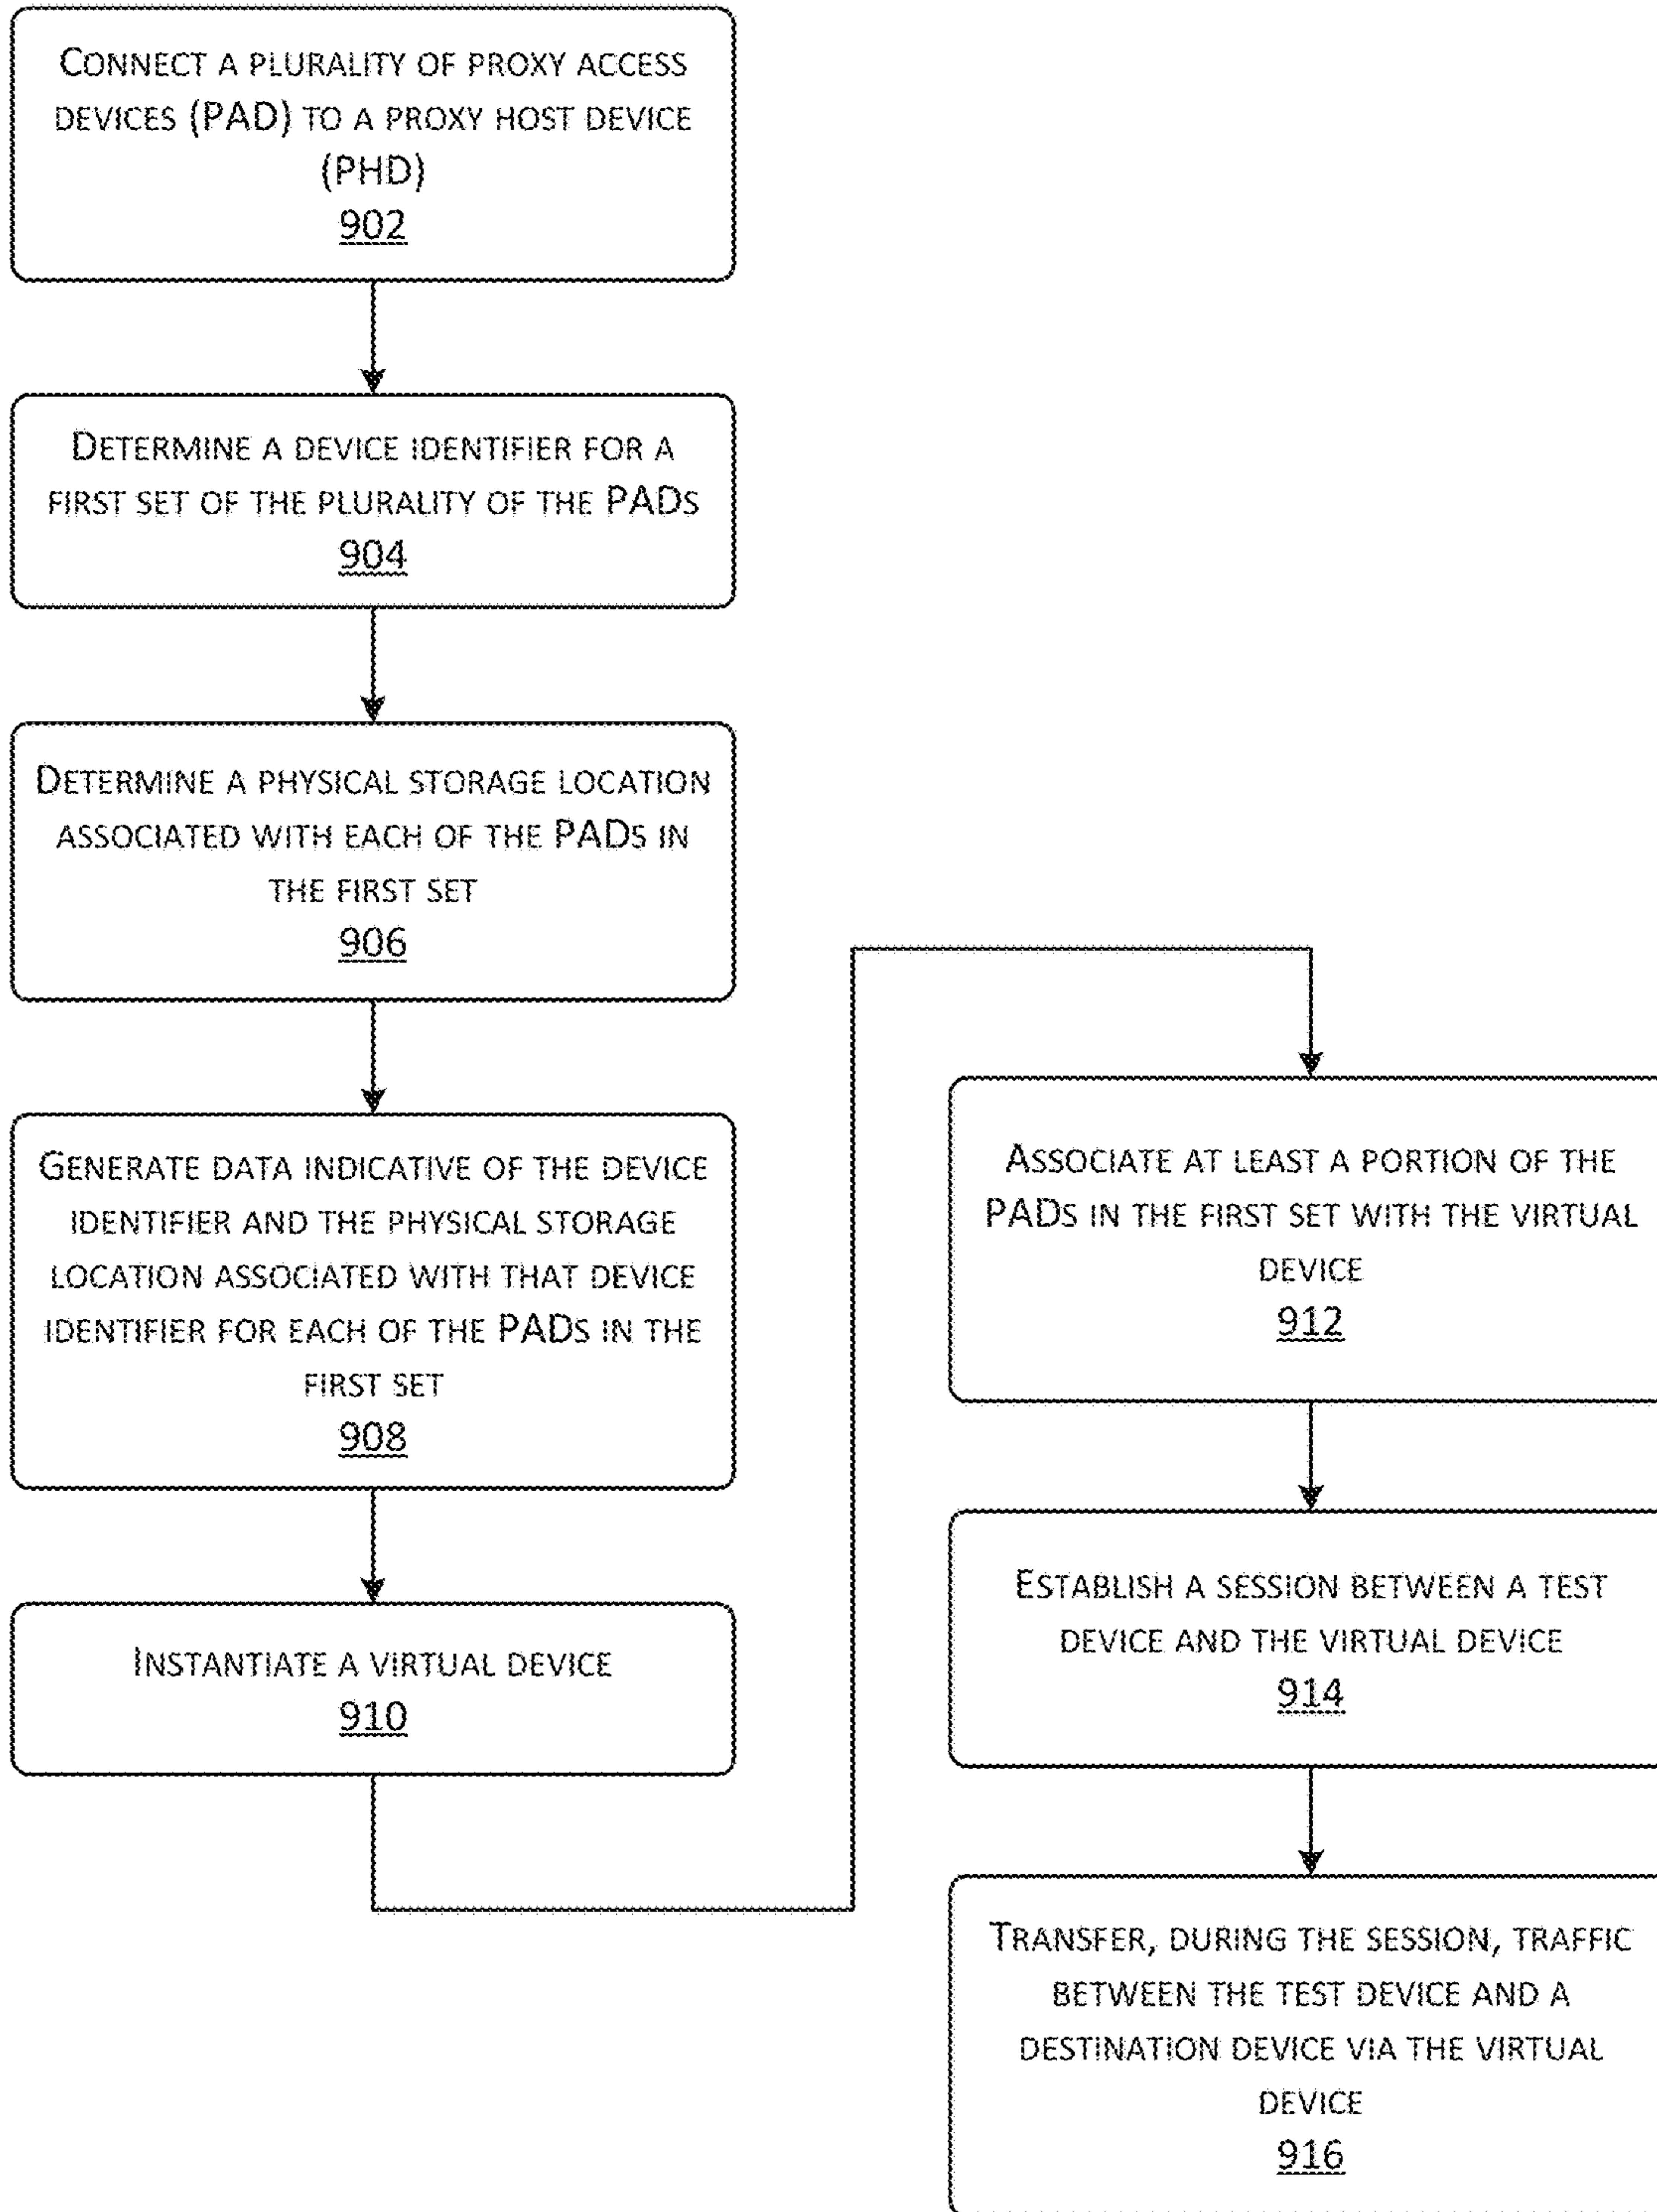 CONNECT A PLURALITY OF PROXY ACCESS
DEVICES (PAD) TO A PROXY HOST DEVICE
(PHD)
902
DETERMINE A DEVICE IDENTIFIER FOR A
FIRST SET OF THE PLURALITY OF THE PADS
904
DETERMINE A PHYSICAL STORAGE LOCATION
ASSOCIATED WITH EACH OF THE PADS IN
THE FIRST SET
906
GENERATE DATA INDICATIVE OF THE DEVICE
IDENTIFIER AND THE PHYSICAL STORAGE
LOCATION ASSOCIATED WITH THAT DEVICE
IDENTIFIER FOR EACH OF THE PADS IN THE
FIRST SET
908
INSTANTIATE A VIRTUAL DEVICE
910
ASSOCIATE AT LEAST A PORTION OF THE
PADS IN THE FIRST SET WITH THE VIRTUAL
DEVICE
912
ESTABLISH A SESSION BETWEEN A TEST
DEVICE AND THE VIRTUAL DEVICE
914
TRANSFER, DURING THE SESSION, TRAFFIC
BETWEEN THE TEST DEVICE AND A
DESTINATION DEVICE VIA THE VIRTUAL
DEVICE
916